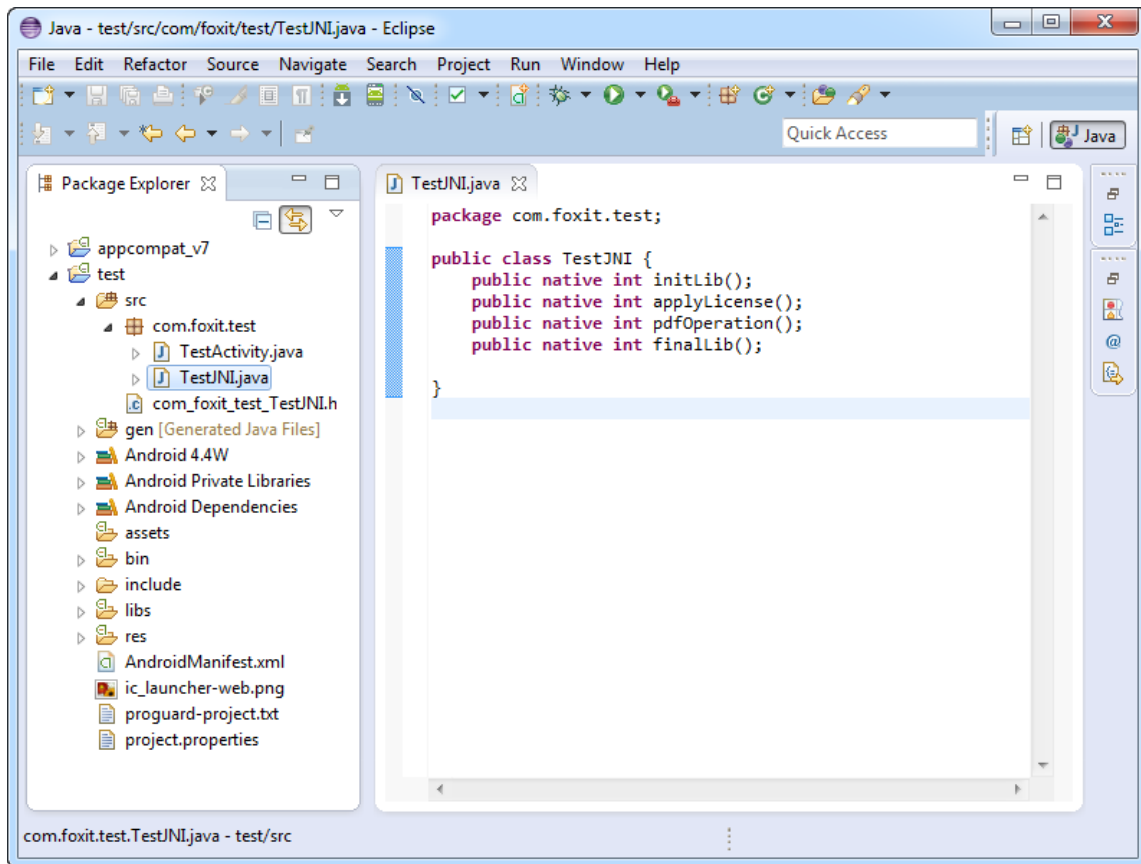 Java - test/src/com/foxit/test/TestJNI.java - Eclipse
File Edit Refactor Source Navigate Search Project Run Window Help
Quick Access
Java
Package Explorer
appcompat_v7
test
src
com.foxit.test
TestActivity.java
TestJNI.java
com_foxit_test_TestJNI.h
gen [Generated Java Files]
Android 4.4W
Android Private Libraries
Android Dependencies
assets
bin
include
libs
res
AndroidManifest.xml
ic_launcher-web.png
proguard-project.txt
project.properties
TestJNI.java
package com.foxit.test;
public class TestJNI {
public native int initLib();
public native int applyLicense();
public native int pdfOperation();
public native int finalLib();
}
com.foxit.test.TestJNI.java - test/src